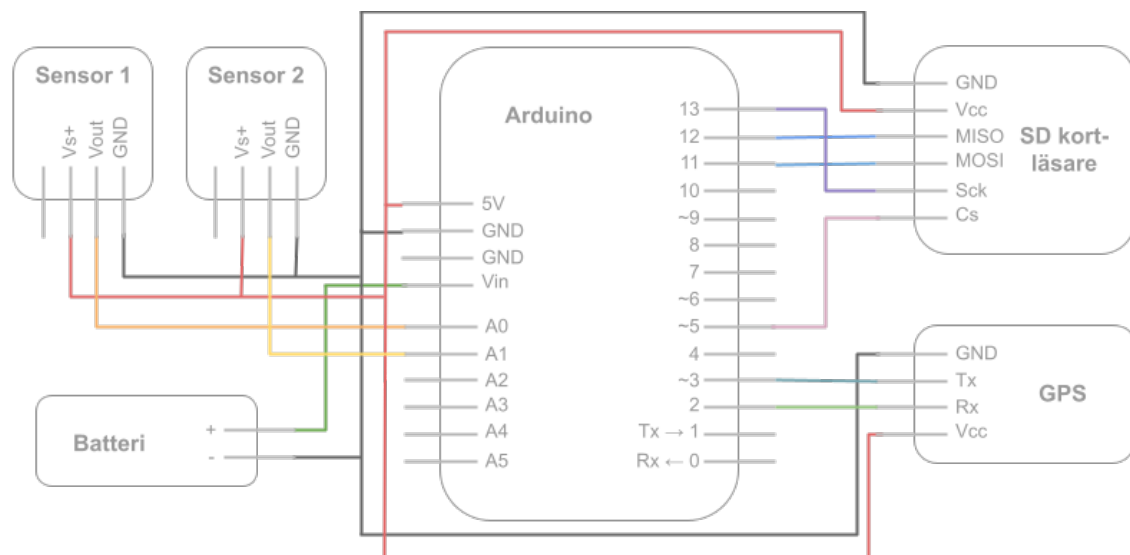 Sensor 1
Vs+
Vout
GND
Sensor 2
Vs+
Vout
GND
Batteri
+
-
Arduino
5V
GND
GND
Vin
A0
A1
A2
A3
A4
A5
13
12
11
10
~9
8
7
~6
~5
4
~3
2
Tx → 1
Rx ← 0
GND
Vcc
MISO
MOSI
Sck
Cs
SD kort-
läsare
GND
Tx
Rx
Vcc
GPS